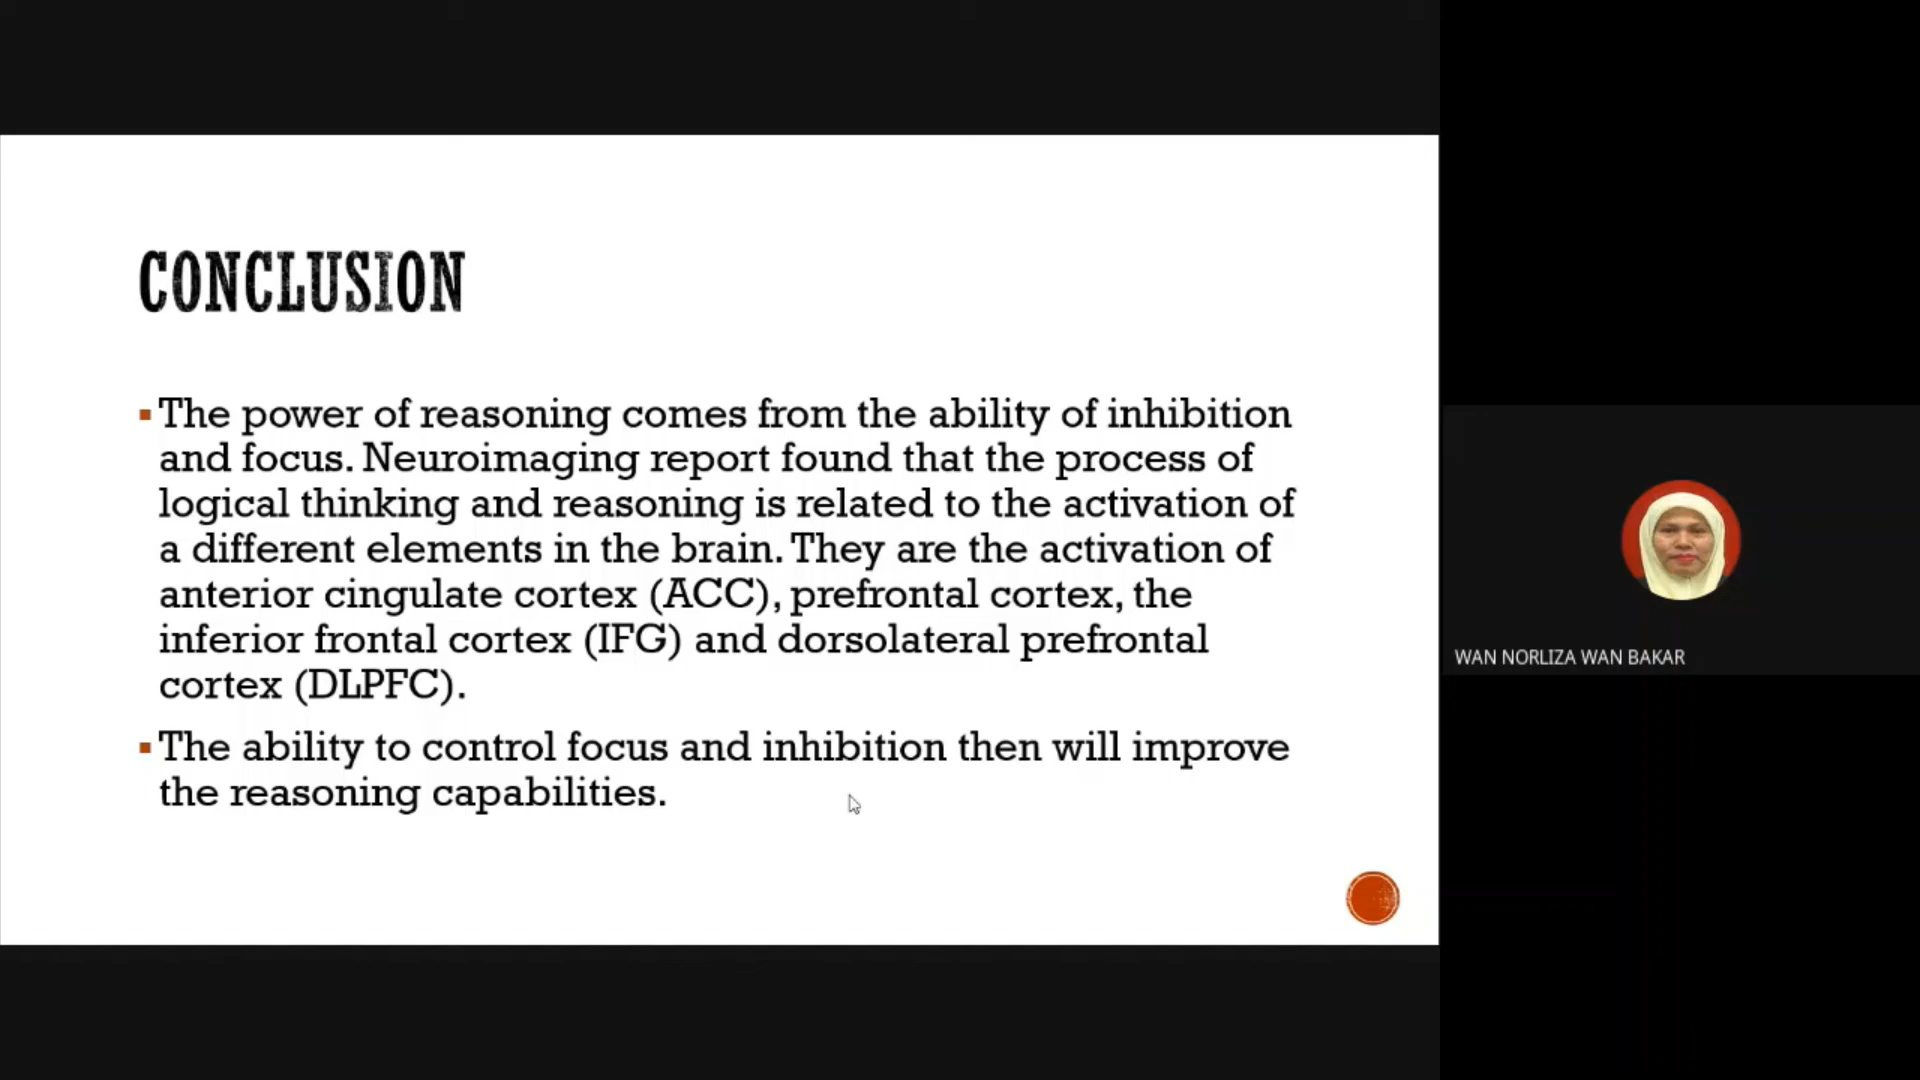 CONCLUSION
▪The power of reasoning comes from the ability of inhibition
and focus. Neuroimaging report found that the process of
logical thinking and reasoning is related to the activation of
a different elements in the brain. They are the activation of
anterior cingulate cortex (ACC), prefrontal cortex, the
inferior frontal cortex (IFG) and dorsolateral prefrontal
cortex (DLPFC).
▪The ability to control focus and inhibition then will improve
the reasoning capabilities.
WAN NORLIZA WAN BAKAR